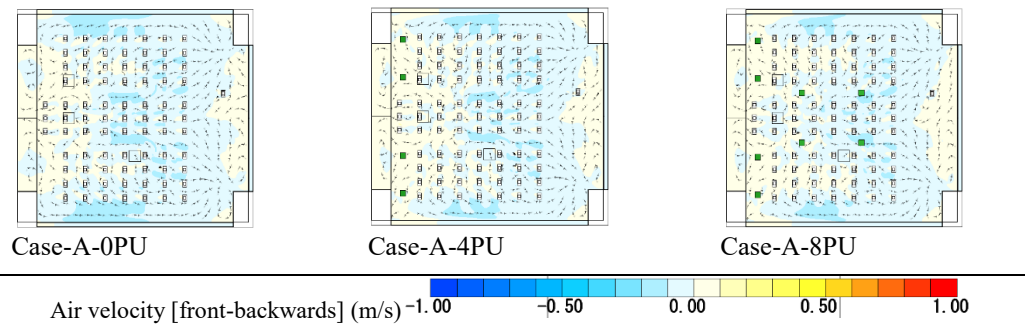 Case-A-0PU Case-A-4PU Case-A-8PU
Air velocity [front-backwards] (m/s) -1.00 -0.50 0.00 0.50 1.00